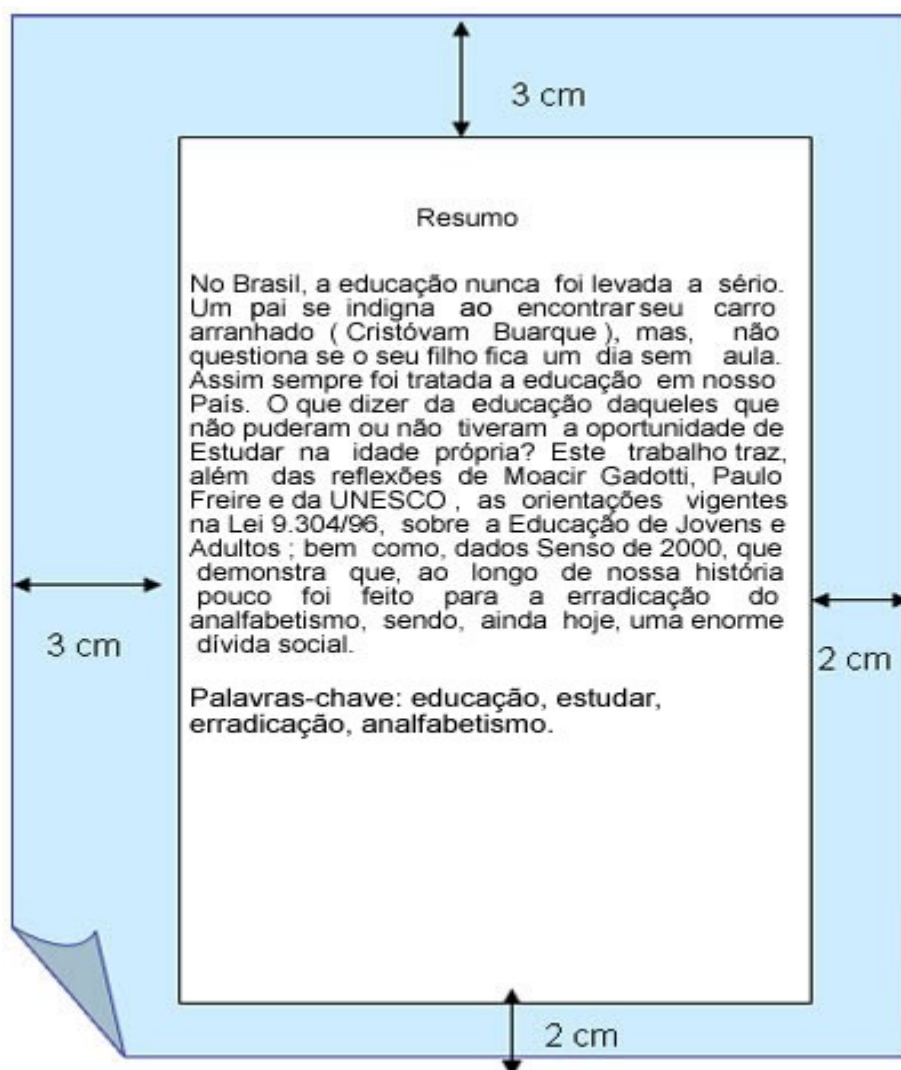 3 cm
Resumo
No Brasil, a educação nunca foi levada a sério.
Um pai se indigna ao encontrar seu carro
arranhado ( Cristóvam Buarque ), mas, não
questiona se o seu filho fica um dia sem aula.
Assim sempre foi tratada a educação em nosso
País. O que dizer da educação daqueles que
não puderam ou não tiveram a oportunidade de
Estudar na idade própria? Este trabalho traz,
além das reflexões de Moacir Gadotti, Paulo
Freire e da UNESCO , as orientações vigentes
na Lei 9.304/96, sobre a Educação de Jovens e
Adultos ; bem como, dados Senso de 2000, que
demonstra que, ao longo de nossa história
pouco foi feito para a erradicação do
analfabetismo, sendo, ainda hoje, uma enorme
dívida social.
3 cm
2 cm
Palavras-chave: educação, estudar,
erradicação, analfabetismo.
2 cm